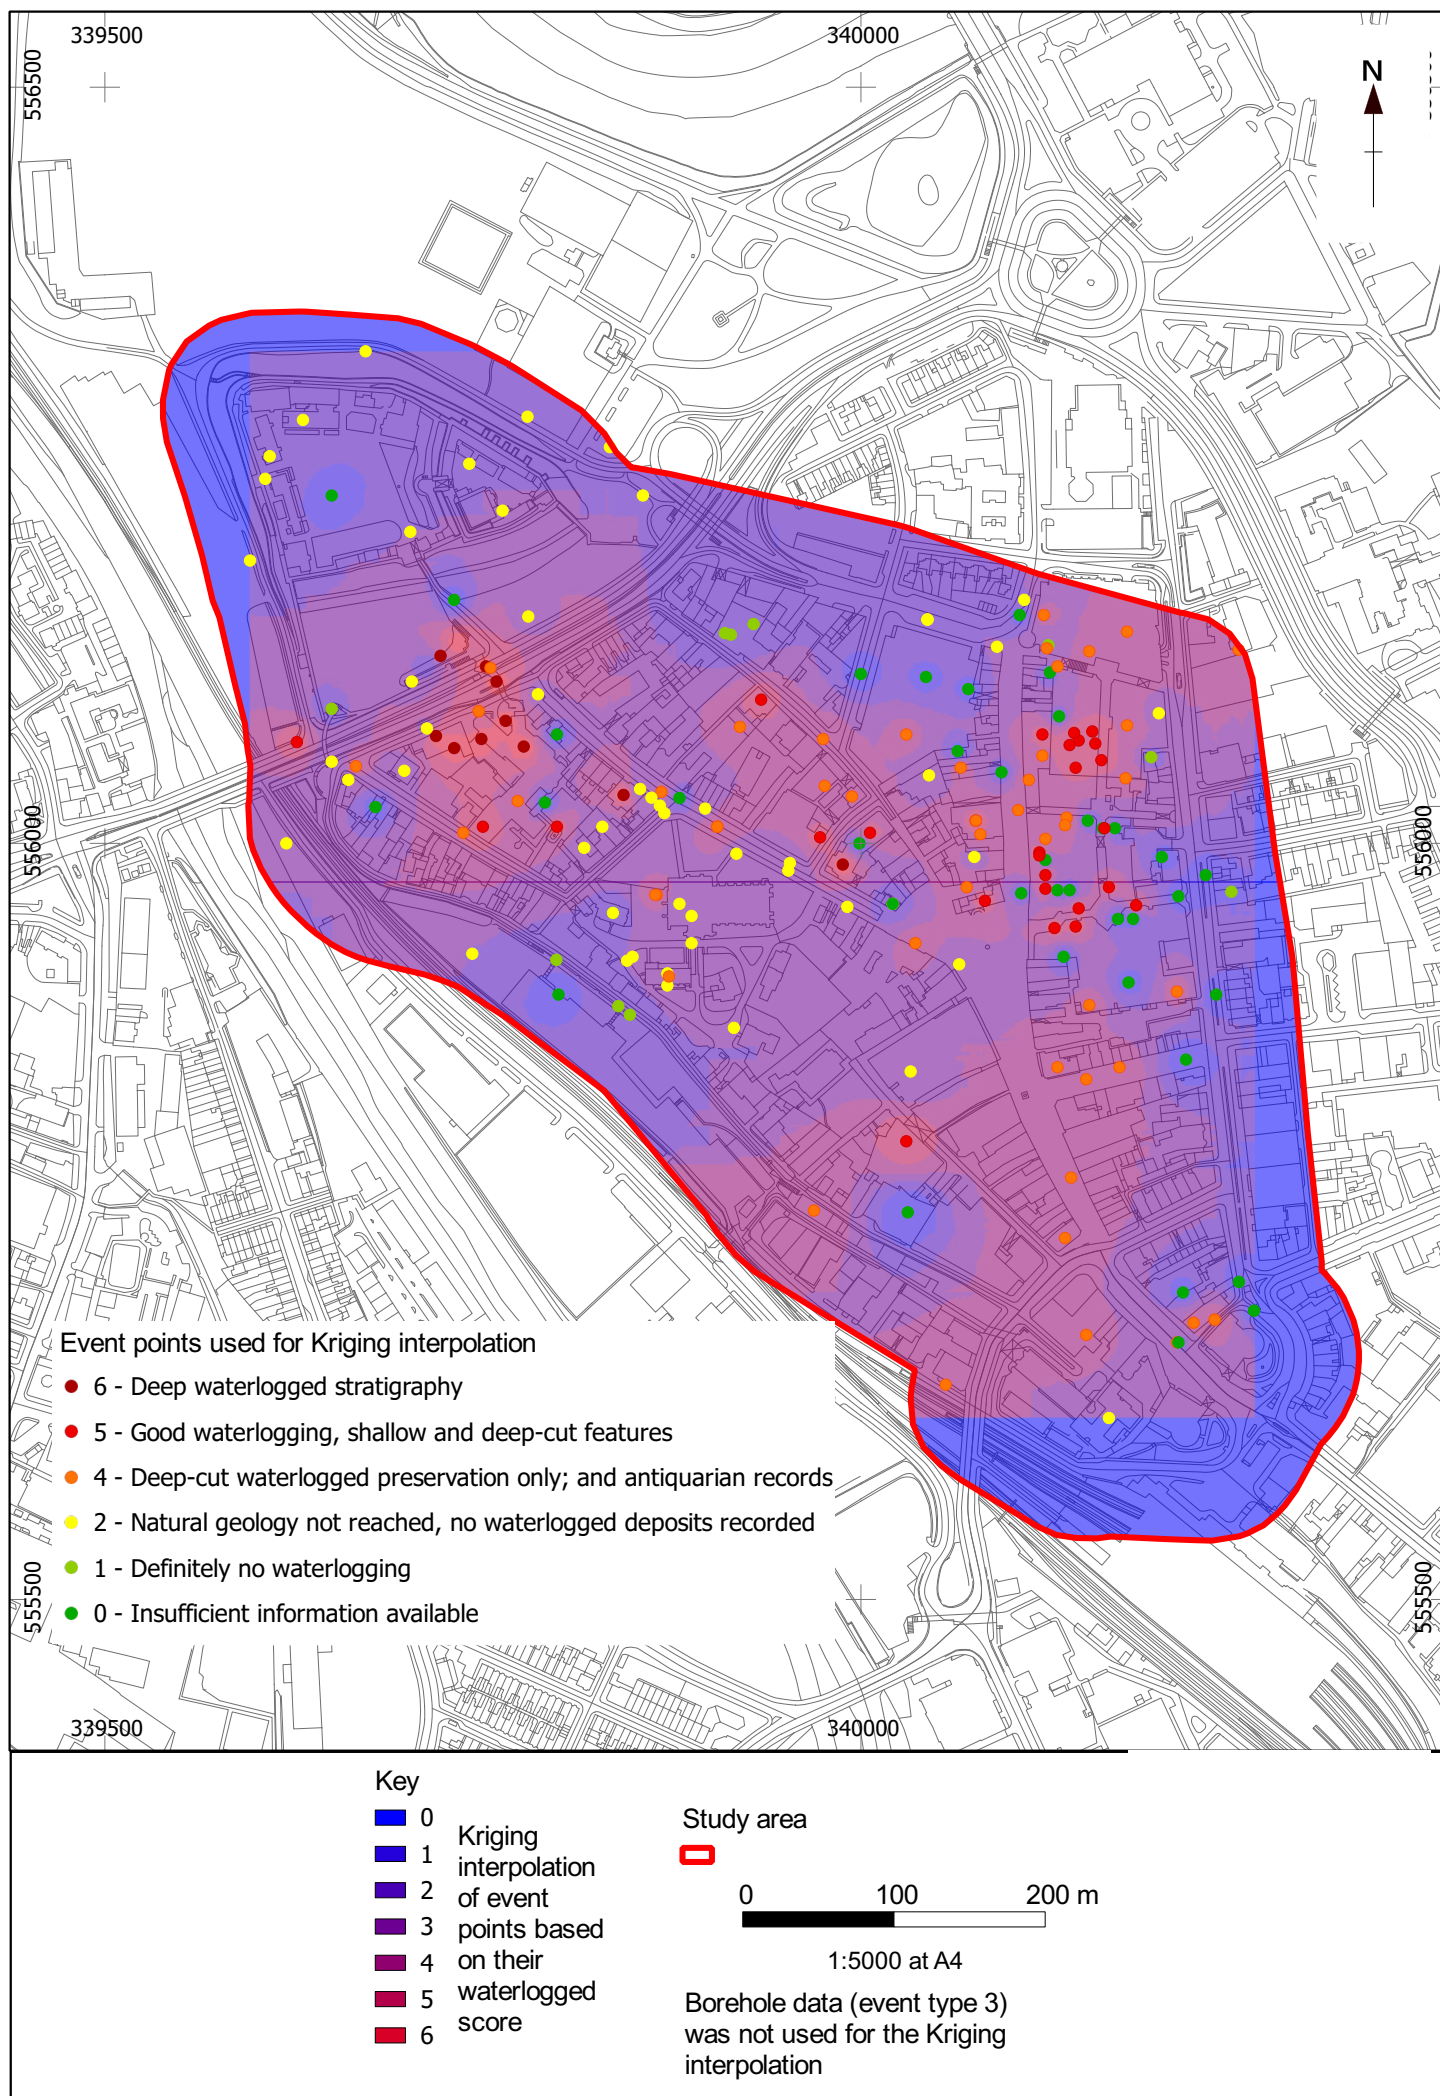 339500
340000
556500
N
556000
556000
Event points used for Kriging interpolation
6 - Deep waterlogged stratigraphy
5 - Good waterlogging, shallow and deep-cut features
4 - Deep-cut waterlogged preservation only; and antiquarian records
2 - Natural geology not reached, no waterlogged deposits recorded
1 - Definitely no waterlogging
0 - Insufficient information available
555500
555500
339500
340000
Key
0
1
2
3
4
5
6
Kriging
interpolation
of event
points based
on their
waterlogged
score
Study area
0 100 200 m
1:5000 at A4
Borehole data (event type 3)
was not used for the Kriging
interpolation